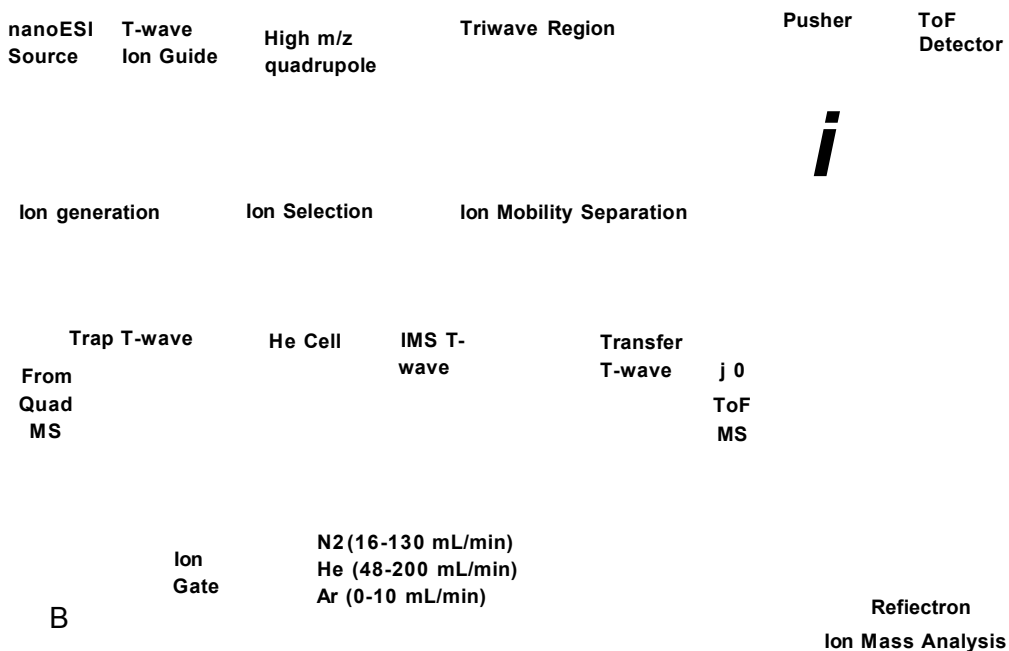 nanoESI
Source
T-wave
Ion Guide
High m/z
quadrupole
Triwave Region
Pusher
ToF
Detector
i
Ion generation
Ion Selection
Ion Mobility Separation
Trap T-wave
He Cell
IMS T-
wave
Transfer
T-wave
From
Quad
MS
j 0
ToF
MS
Ion
Gate
N2 (16-130 mL/min)
He (48-200 mL/min)
Ar (0-10 mL/min)
B
Refiectron
Ion Mass Analysis